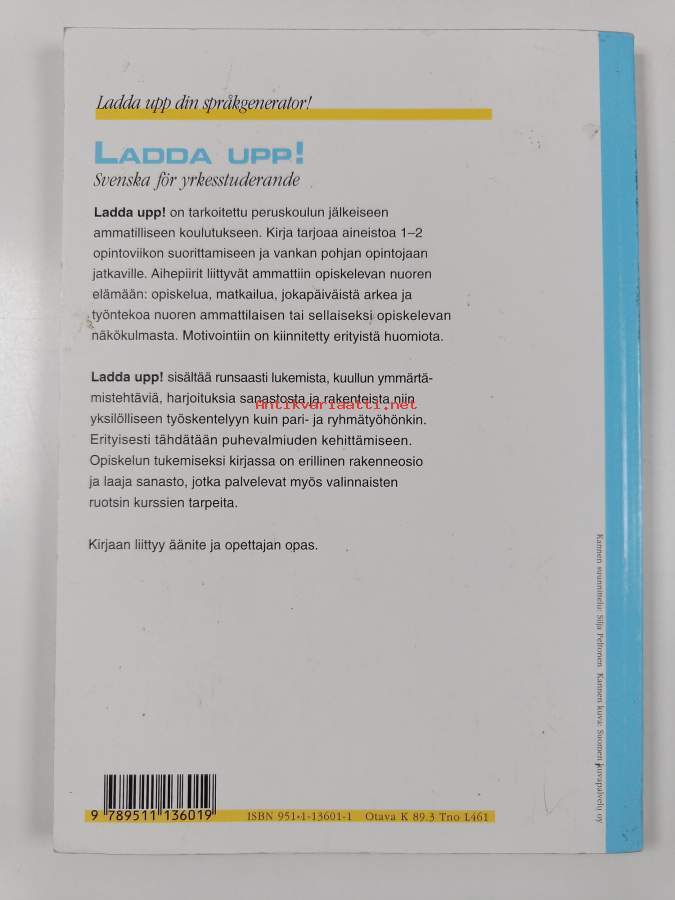 Ladda upp din språkgenerator!
LADDA UPP!
Svenska för yrkesstuderande
Ladda upp! on tarkoitettu peruskoulun jälkeiseen
ammatilliseen koulutukseen. Kirja tarjoaa aineistoa 1–2
opintoviikon suorittamiseen ja vankan pohjan opintojaan
jatkaville. Aihepiirit liittyvät ammattiin opiskelevan nuoren
elämään: opiskelua, matkailua, jokapäiväistä arkea ja
työntekoa nuoren ammattilaisen tai sellaiseksi opiskelevan
näkökulmasta. Motivointiin on kiinnitetty erityistä huomiota.
Ladda upp! sisältää runsaasti lukemista, kuullun ymmärtä-
mistehtäviä, harjoituksia sanastosta ja rakenteista niin
Antikvariaatti.net
yksilölliseen työskentelyyn kuin pari- ja ryhmätyöhönkin.
Erityisesti tähdätään puhevalmiuden kehittämiseen.
Opiskelun tukemiseksi kirjassa on erillinen rakenneosio
ja laaja sanasto, jotka palvelevat myös valinnaisten
ruotsin kurssien tarpeita.
Kirjaan liittyy äänite ja opettajan opas.
Kannen suunnittelu: Silja Peltonen Kannen kuva: Suomen kuvapalvelu oy
9 789511 136019
ISBN 951-1-13601-1 Otava K 89.3 Tno L461